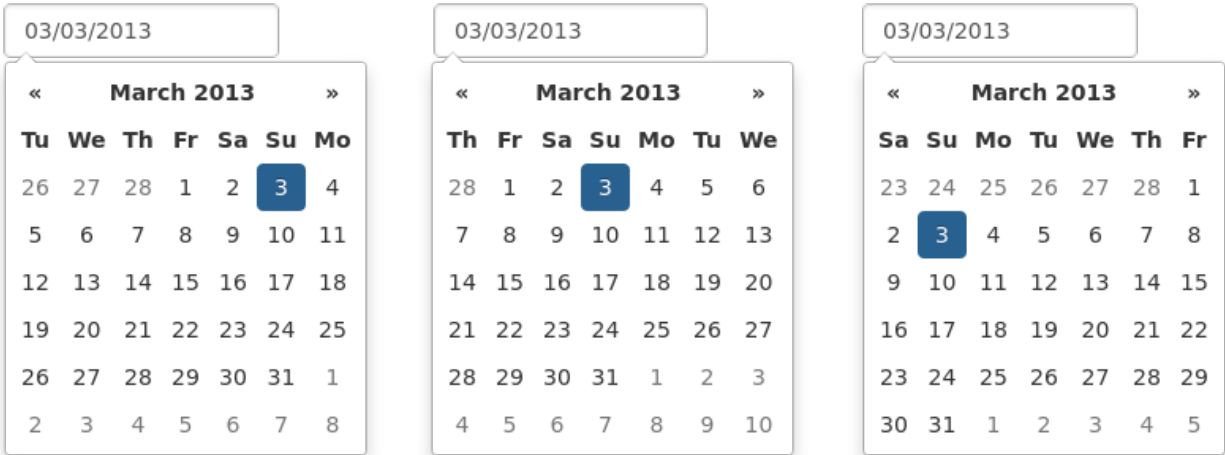 03/03/2013
« March 2013 »
Tu We Th Fr Sa Su Mo
26 27 28 1 2 3 4
5 6 7 8 9 10 11
12 13 14 15 16 17 18
19 20 21 22 23 24 25
26 27 28 29 30 31 1
2 3 4 5 6 7 8
03/03/2013
« March 2013 »
Th Fr Sa Su Mo Tu We
28 1 2 3 4 5 6
7 8 9 10 11 12 13
14 15 16 17 18 19 20
21 22 23 24 25 26 27
28 29 30 31 1 2 3
4 5 6 7 8 9 10
03/03/2013
« March 2013 »
Sa Su Mo Tu We Th Fr
23 24 25 26 27 28 1
2 3 4 5 6 7 8
9 10 11 12 13 14 15
16 17 18 19 20 21 22
23 24 25 26 27 28 29
30 31 1 2 3 4 5